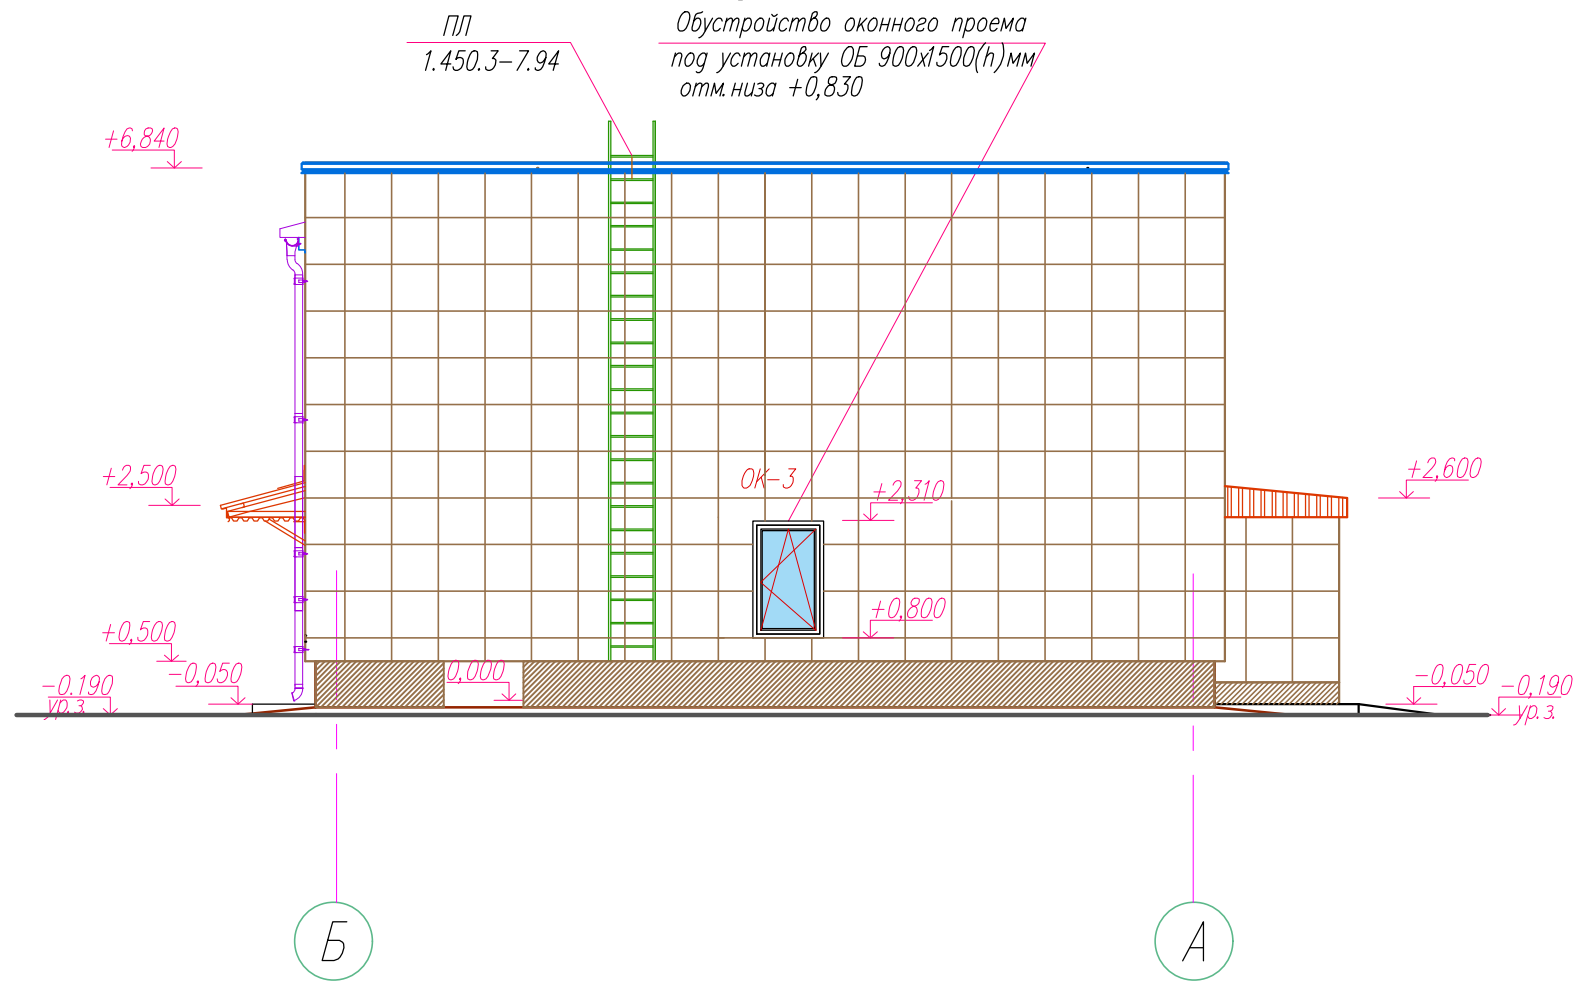 ПЛ
1.450.3-7.94
Обустройство оконного проема
под установку ОБ 900х1500(h)мм
отм.низа +0,830
+6,840
+2,500
+2,600
ОК-3
+2,310
+0,800
+0,500
-0,050
0,000
-0.190
ур.з.
-0,050
-0,190
ур.з.
Б
А